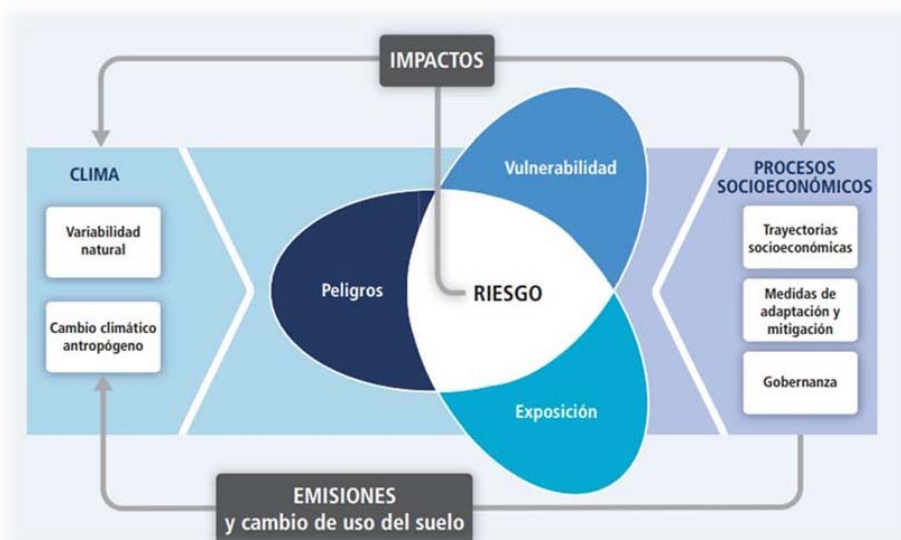 IMPACTOS
CLIMA
Variabilidad
natural
Cambio climático
antropógeno
Peligros
Vulnerabilidad
RIESGO
Exposición
PROCESOS
SOCIOECONÓMICOS
Trayectorias
socioeconómicas
Medidas de
adaptación y
mitigación
Gobernanza
EMISIONES
y cambio de uso del suelo